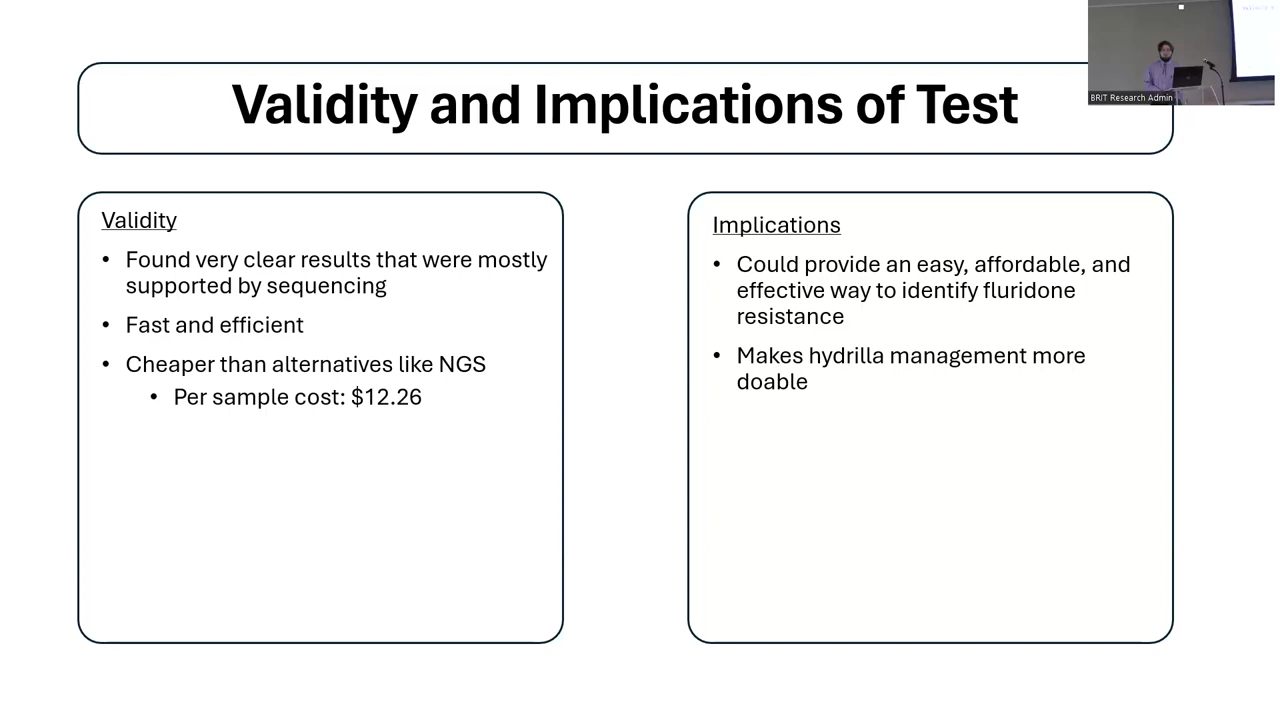 Validity and Implications of Test
BRIT Research Admin
Validity
• Found very clear results that were mostly
supported by sequencing
• Fast and efficient
• Cheaper than alternatives like NGS
• Per sample cost: $12.26
Implications
• Could provide an easy, affordable, and
effective way to identify fluridone
resistance
• Makes hydrilla management more
doable